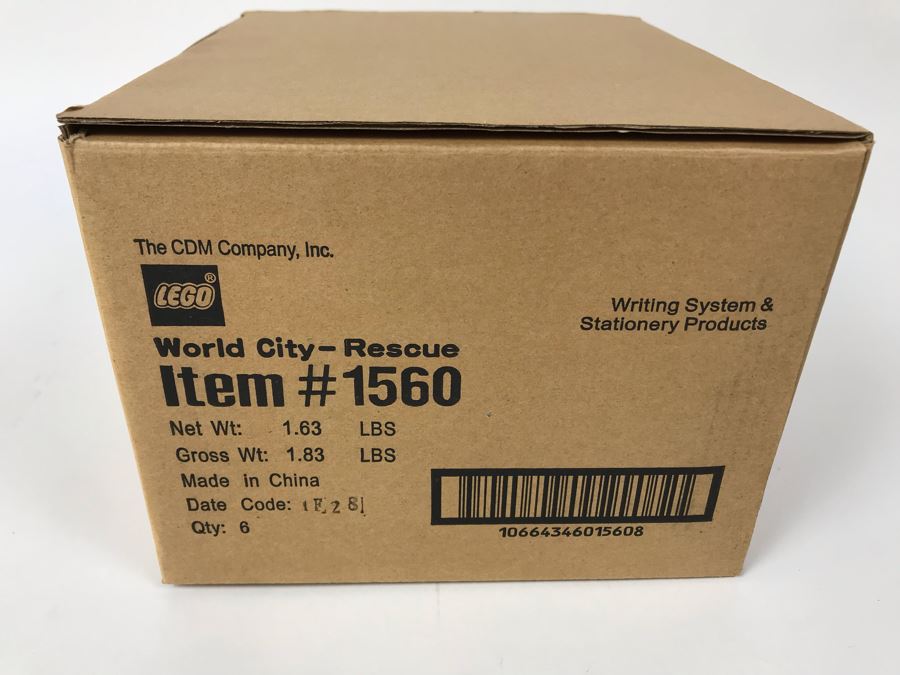 The CDM Company, Inc.
LEGO®
World City-Rescue
Item #1560
Net Wt: 1.63 LBS
Gross Wt: 1.83 LBS
Made in China
Date Code:
Qty: 6
Writing System &
Stationery Products
10664346015608